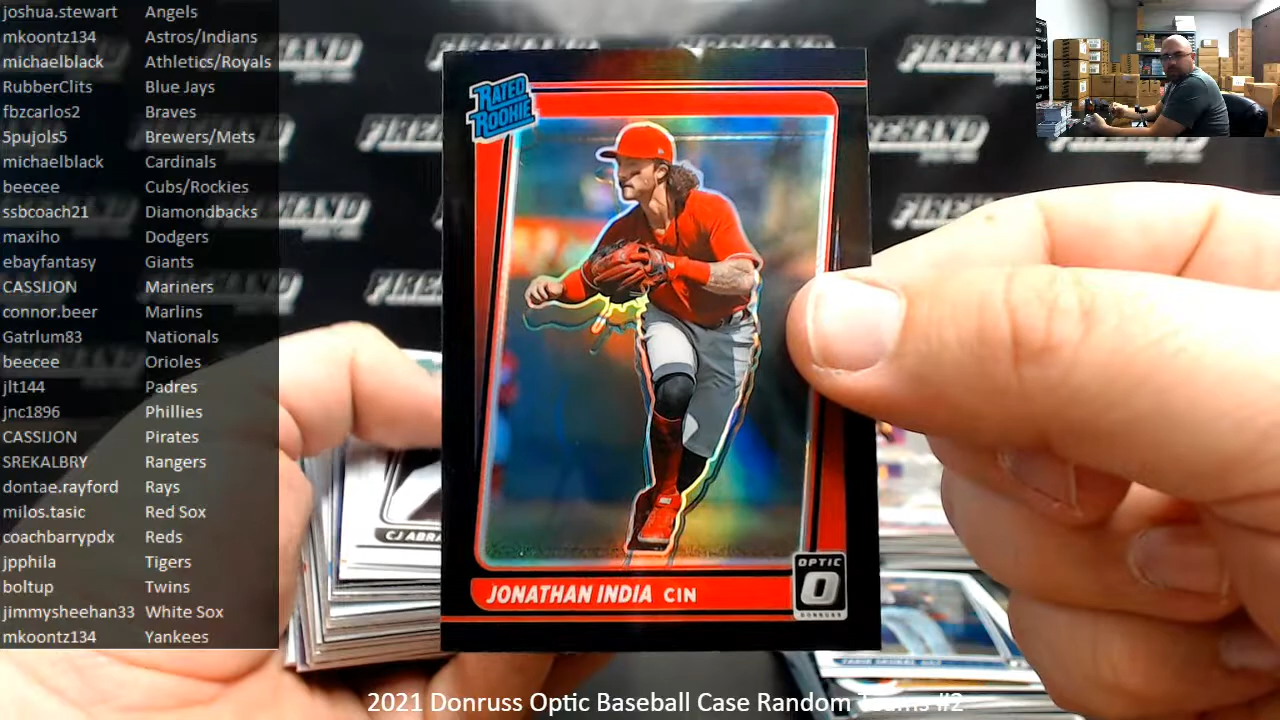 joshua.stewart Angels
mkoontz134 Astros/Indians
michaelblack Athletics/Royals
RubberClits Blue Jays
fbzcarlos2 Braves
5pujols5 Brewers/Mets
michaelblack Cardinals
beecee Cubs/Rockies
ssbcoach21 Diamondbacks
maxiho Dodgers
ebayfantasy Giants
CASSIJON Mariners
connor.beer Marlins
Gatrlum83 Nationals
beecee Orioles
jlt144 Padres
jnc1896 Phillies
CASSIJON Pirates
SREKALBRY Rangers
dontae.rayford Rays
milos.tasic Red Sox
coachbarrypdx Reds
jpphila Tigers
boltup Twins
jimmysheehan33 White Sox
mkoontz134 Yankees
RATED
ROOKIE
JONATHAN INDIA CIN
OPTIC
O
DONRUSS
CJ ABRA
FIREHAND
2021 Donruss Optic Baseball Case Random Teams #2